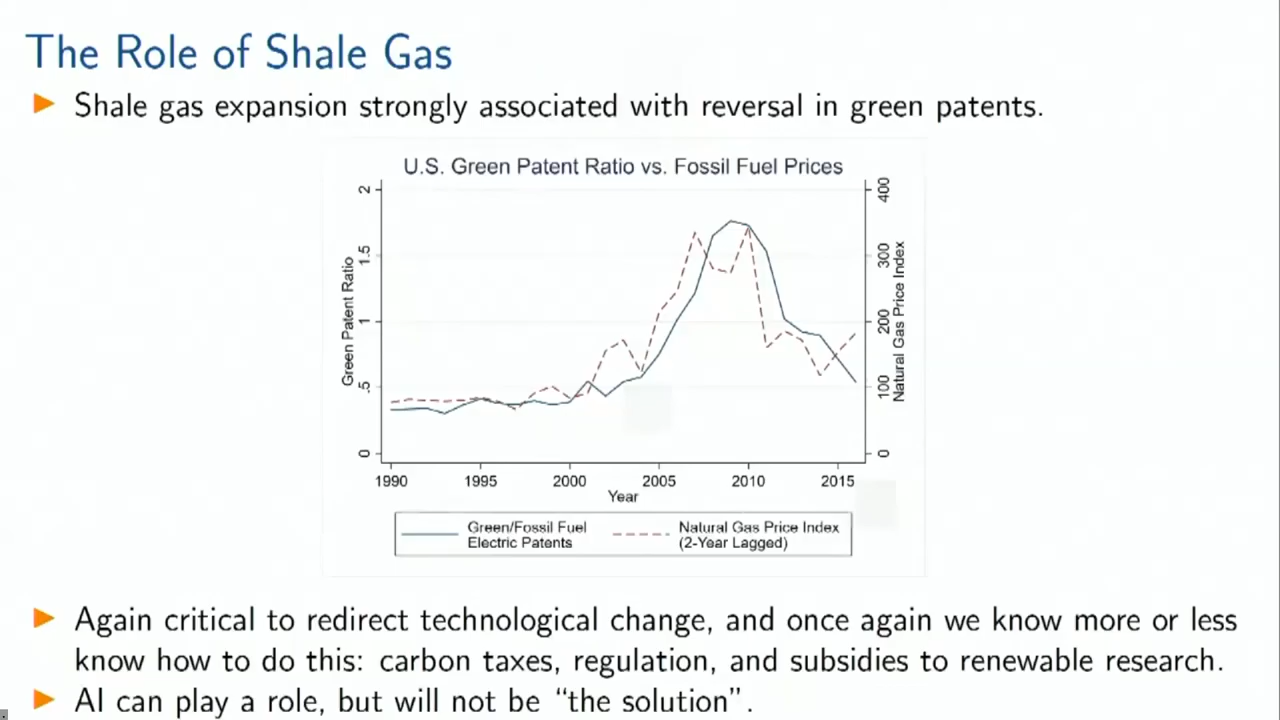 The Role of Shale Gas
Shale gas expansion strongly associated with reversal in green patents.
U.S. Green Patent Ratio vs. Fossil Fuel Prices
Green Patent Ratio
0
.5
1
1.5
2
Natural Gas Price Index
0
100
200
300
400
1990
1995
2000
2005
2010
2015
Year
Green/Fossil Fuel
Electric Patents
Natural Gas Price Index
(2-Year Lagged)
Again critical to redirect technological change, and once again we know more or less
know how to do this: carbon taxes, regulation, and subsidies to renewable research.
AI can play a role, but will not be “the solution”.